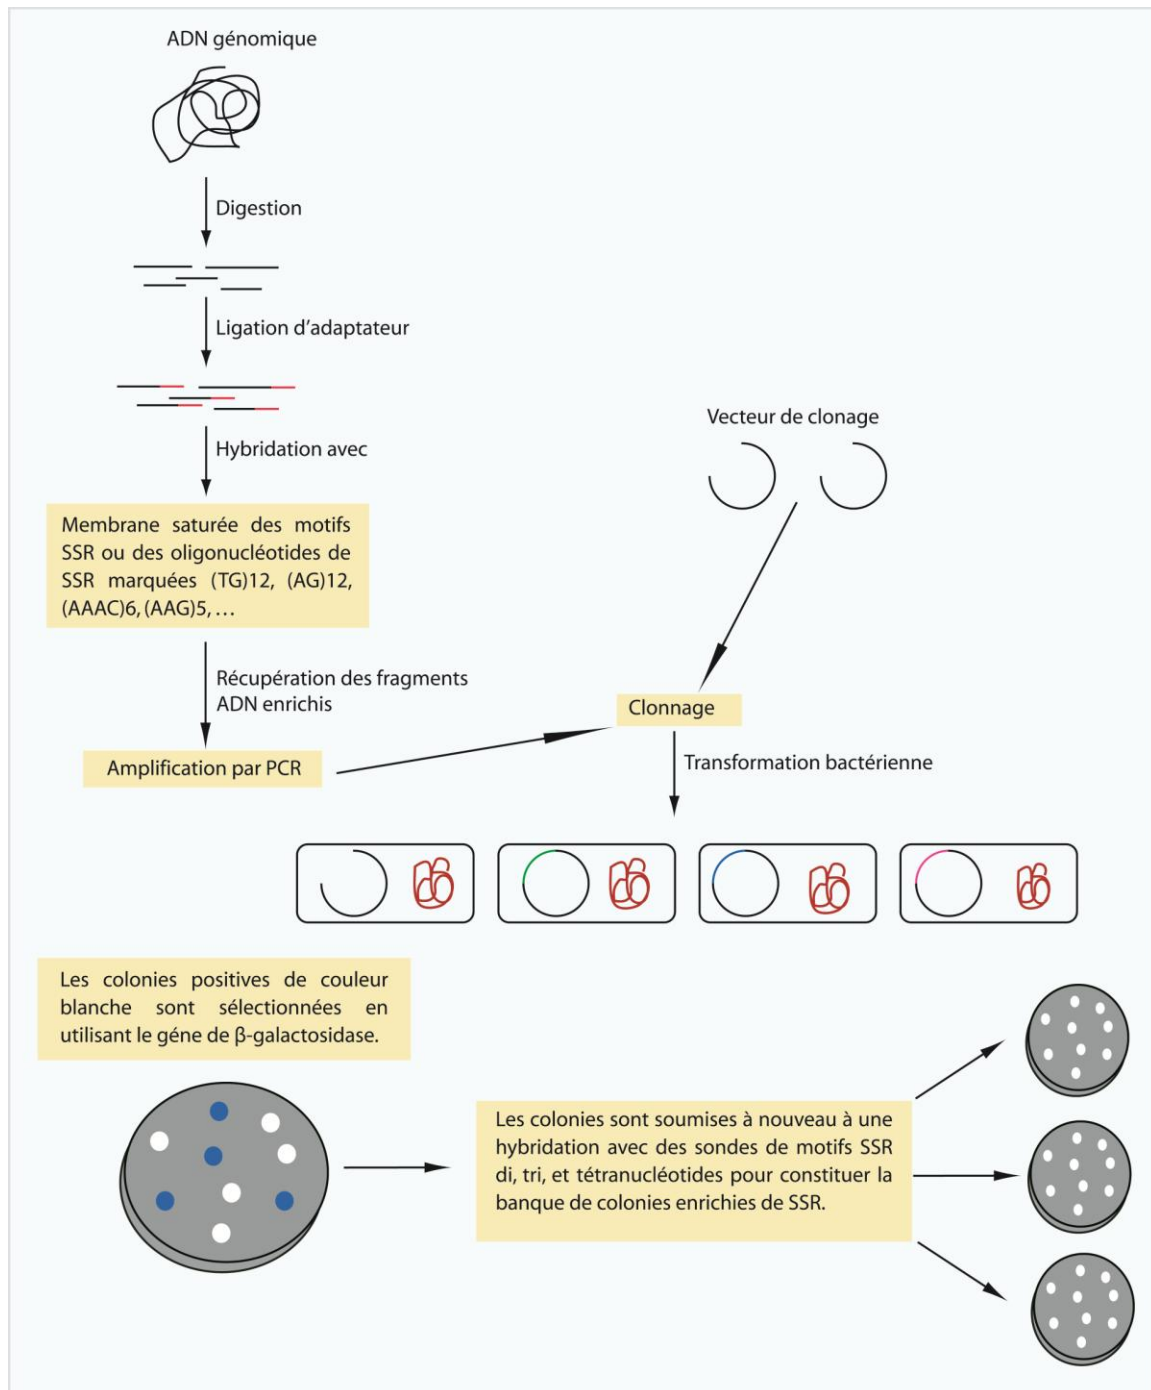 ADN génomique
Digestion
Ligation d’adaptateur
Hybridation avec
Membrane saturée des motifs
SSR ou des oligonucléotides de
SSR marquées (TG)12, (AG)12,
(AAAC)6, (AAG)5, ...
Récupération des fragments
ADN enrichis
Amplification par PCR
Vecteur de clonage
Clonnage
Transformation bactérienne
Les colonies positives de couleur
blanche sont sélectionnées en
utilisant le géne de β-galactosidase.
Les colonies sont soumises à nouveau à une
hybridation avec des sondes de motifs SSR
di, tri, et tétranucléotides pour constituer la
banque de colonies enrichies de SSR.